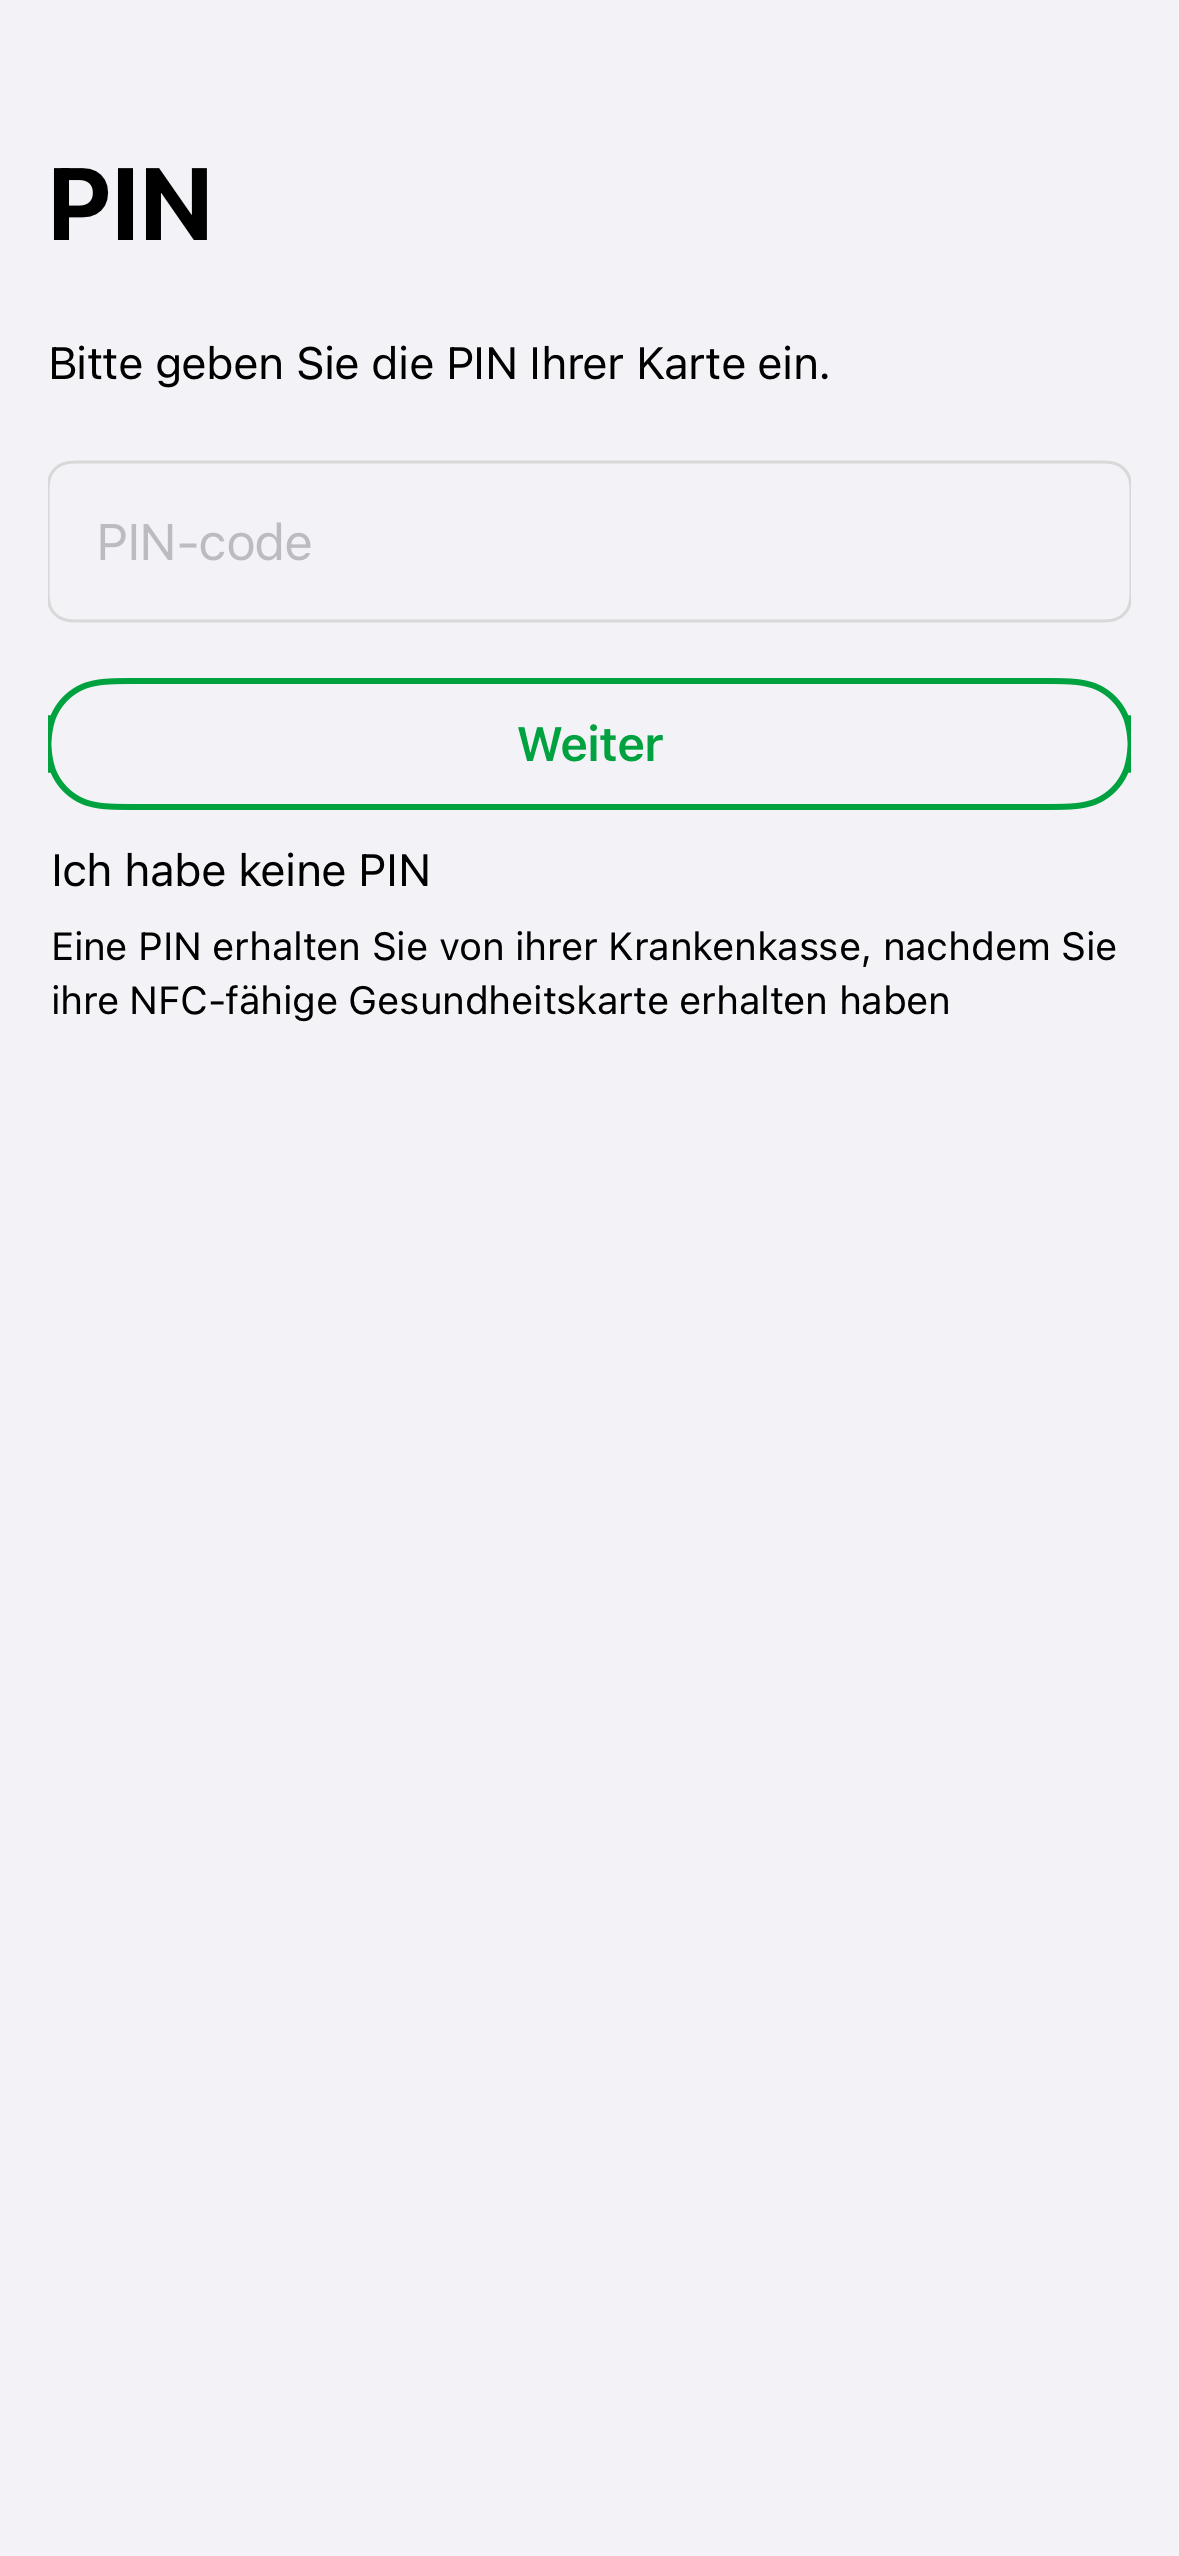 PIN
Bitte geben Sie die PIN Ihrer Karte ein.
PIN-code
Weiter
Ich habe keine PIN
Eine PIN erhalten Sie von ihrer Krankenkasse, nachdem Sie
ihre NFC-fähige Gesundheitskarte erhalten haben